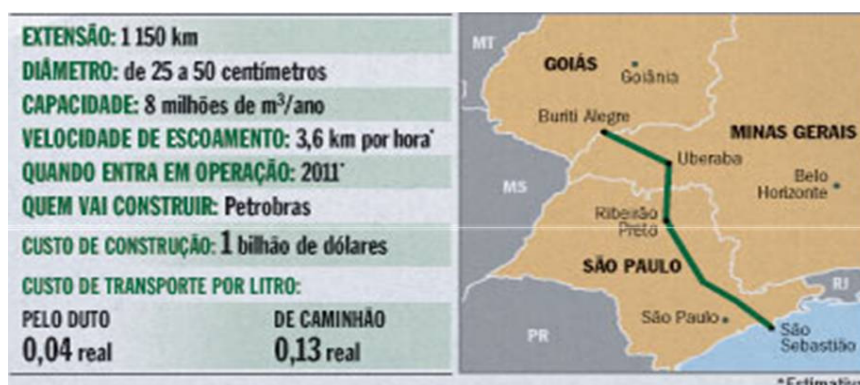 EXTENSÃO: 1 150 km
DIÂMETRO: de 25 a 50 centímetros
CAPACIDADE: 8 milhões de m³/ano
VELOCIDADE DE ESCOAMENTO: 3,6 km por hora*
QUANDO ENTRA EM OPERAÇÃO: 2011*
QUEM VAI CONSTRUIR: Petrobras
CUSTO DE CONSTRUÇÃO: 1 bilhão de dólares
CUSTO DE TRANSPORTE POR LITRO:
PELO DUTO DE CAMINHÃO
0,04 real 0,13 real
MT
GOIÁS
Goiânia
Buriti Alegre
MINAS GERAIS
Uberaba
Belo
Horizonte
MS
Ribeirão
Preto
SÃO PAULO
RJ
São Paulo
São
Sebastião
PR